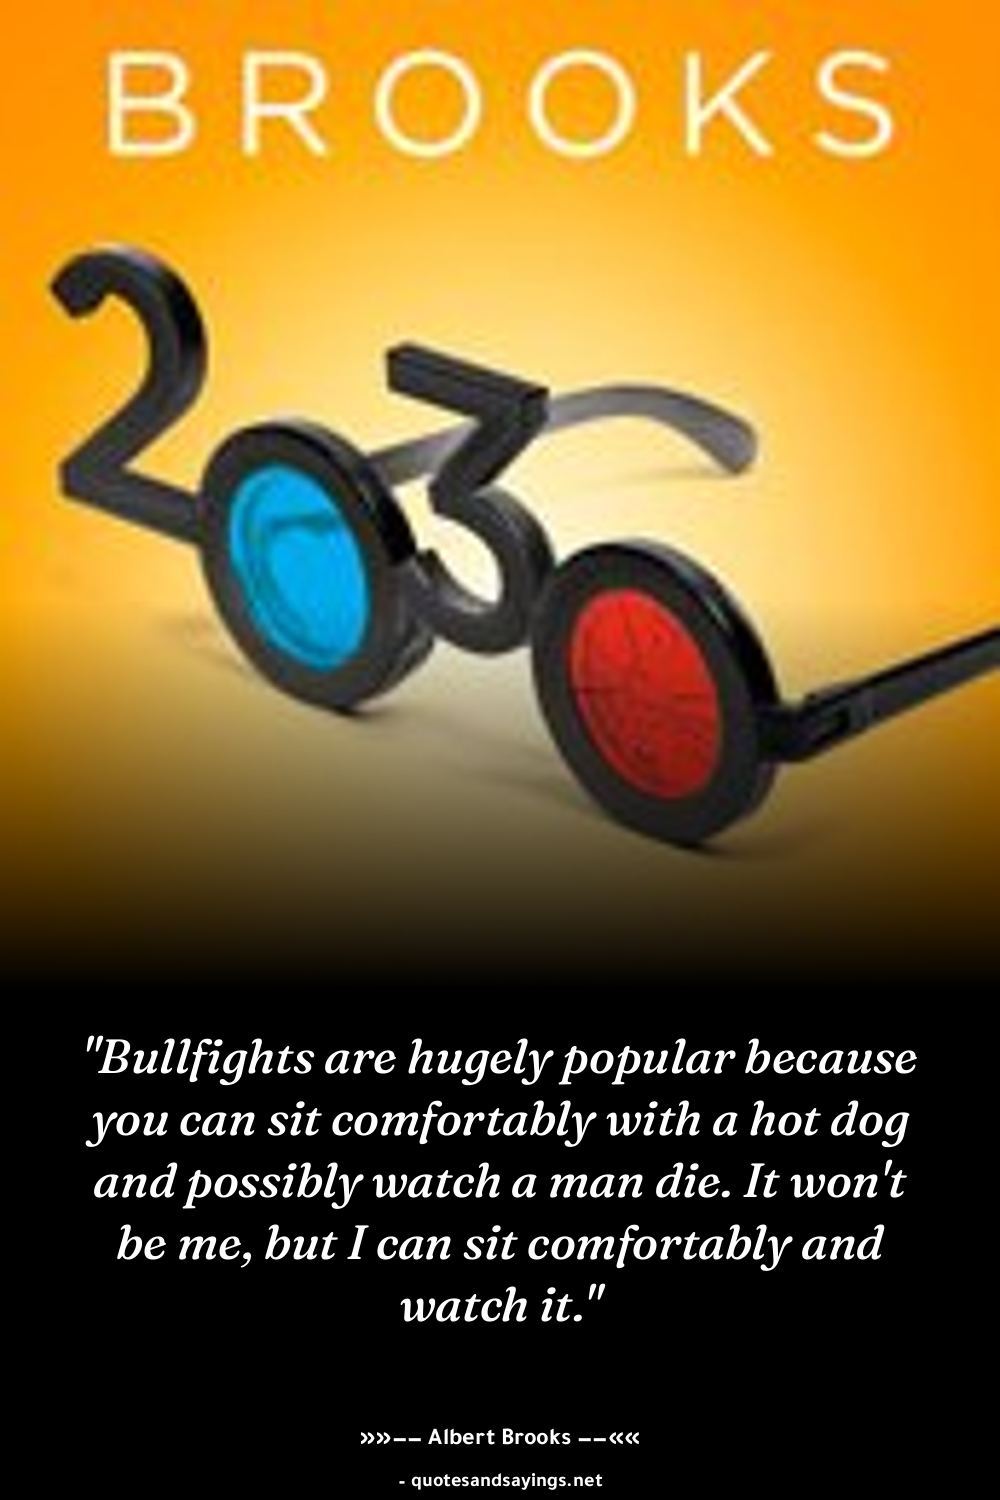 BROOKS
2030
"Bullfights are hugely popular because
you can sit comfortably with a hot dog
and possibly watch a man die. It won't
be me, but I can sit comfortably and
watch it."
»»–– Albert Brooks ––««
- quotesandsayings.net